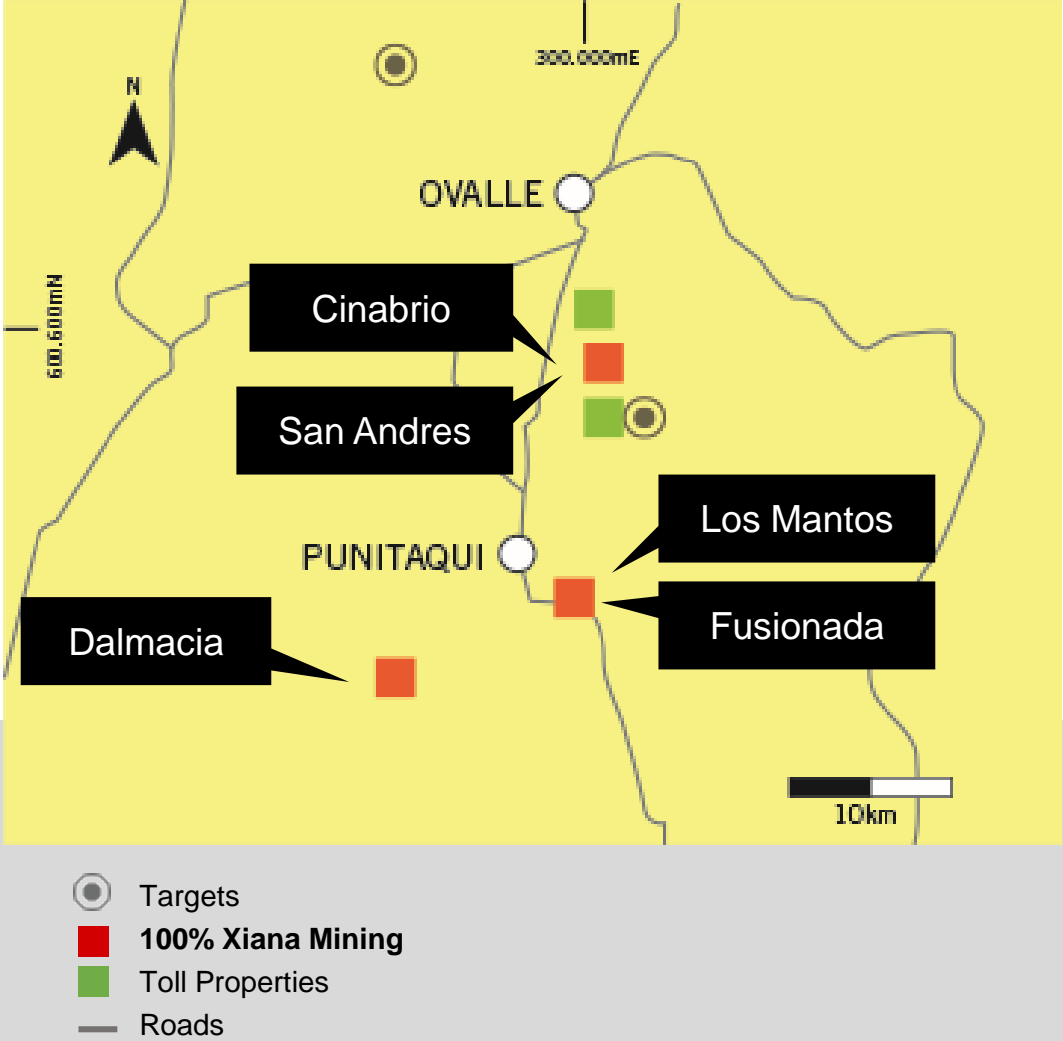 300.000mE
N
OVALLE
Cinabrio
600.600mN
San Andres
Los Mantos
PUNITAQUI
Fusionada
Dalmacia
10km
Targets
100% Xiana Mining
Toll Properties
Roads